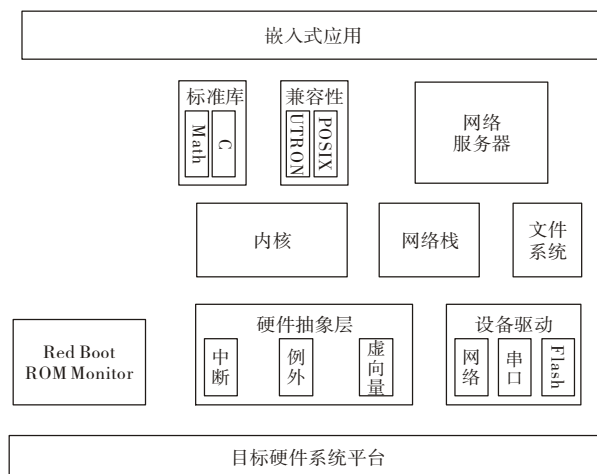 嵌入式应用
标准库
Math
C
兼容性
UTRON
POSIX
网络
服务器
内核
网络栈
文件
系统
Red Boot
ROM Monitor
硬件抽象层
中断
例外
虚向量
设备驱动
网络
串口
Flash
目标硬件系统平台